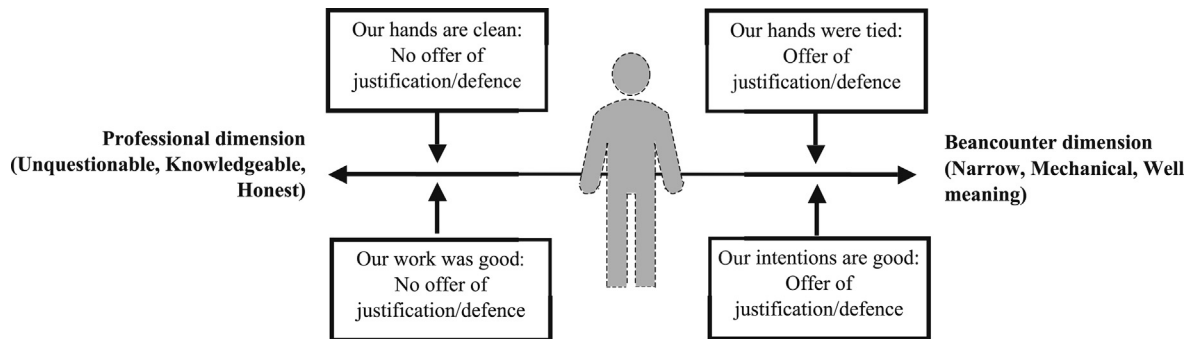 Our hands are clean:
No offer of
justification/defence
Our hands were tied:
Offer of
justification/defence
Professional dimension
(Unquestionable, Knowledgeable,
Honest)
Beancounter dimension
(Narrow, Mechanical, Well
meaning)
Our work was good:
No offer of
justification/defence
Our intentions are good:
Offer of
justification/defence